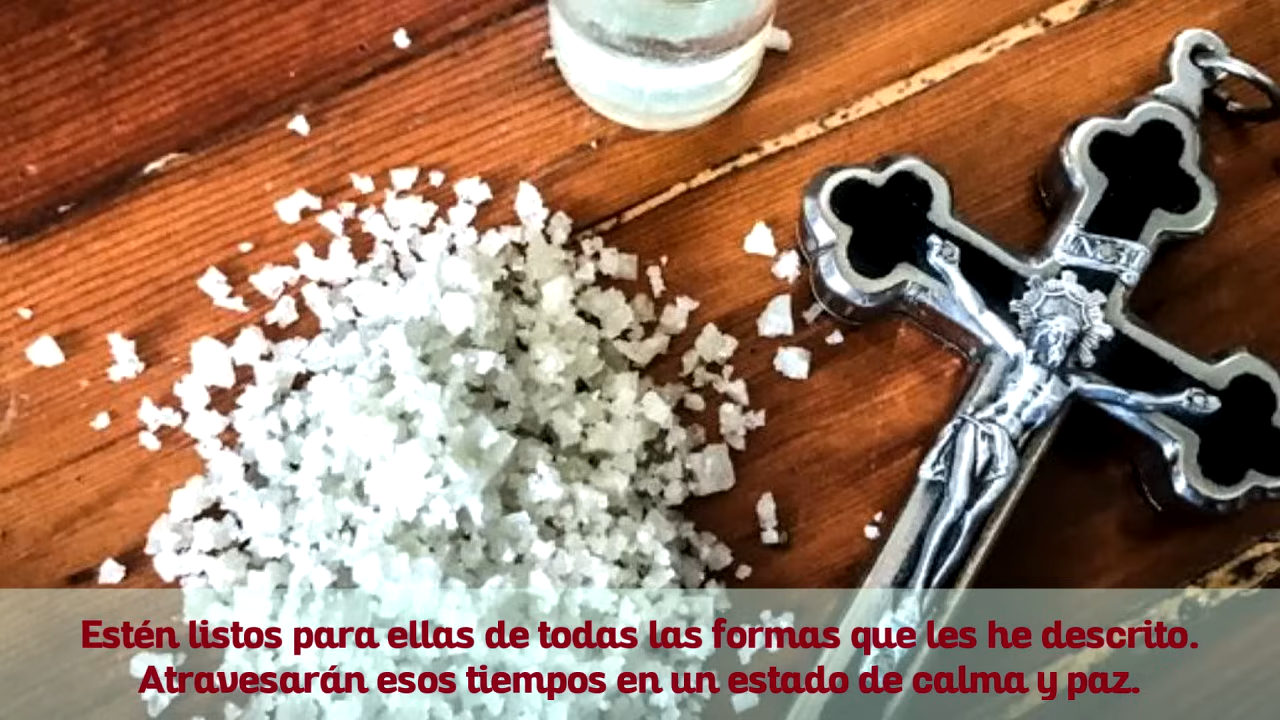 Estén listos para ellas de todas las formas que les he descrito.
Atravesarán esos tiempos en un estado de calma y paz.